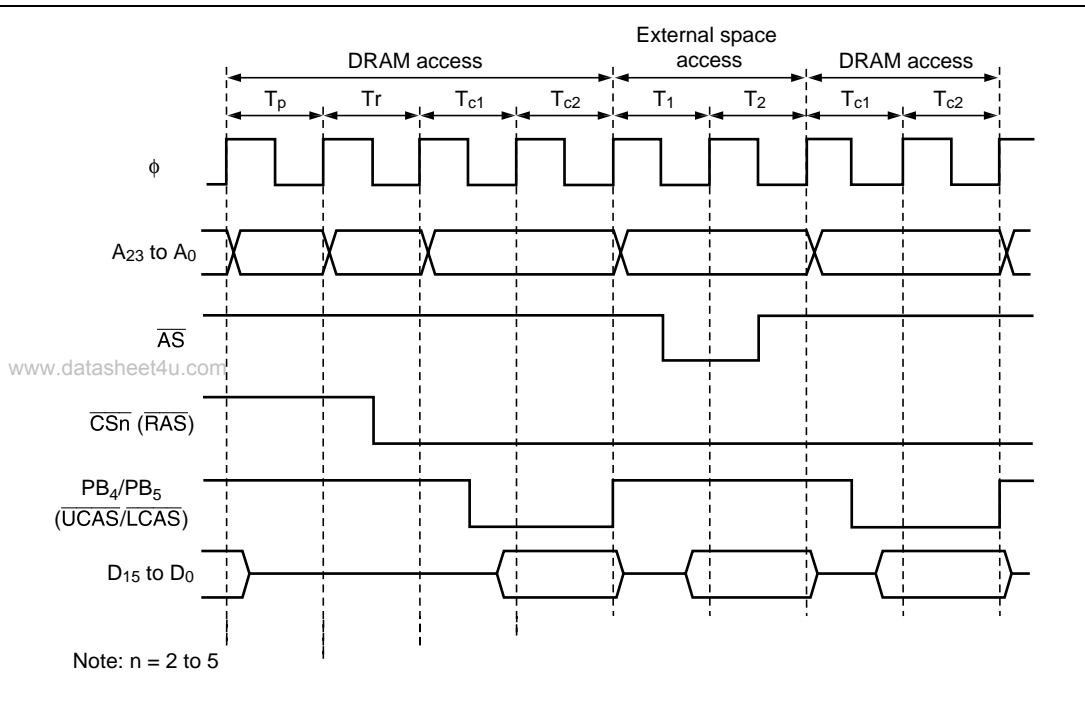 External space
DRAM access access DRAM access
Tp Tr Tc1 Tc2 T1 T2 Tc1 Tc2
ϕ
A23 to A0
AS
www.datasheet4u.com
CSn (RAS)
PB4/PB5
(UCAS/LCAS)
D15 to D0
Note: n = 2 to 5